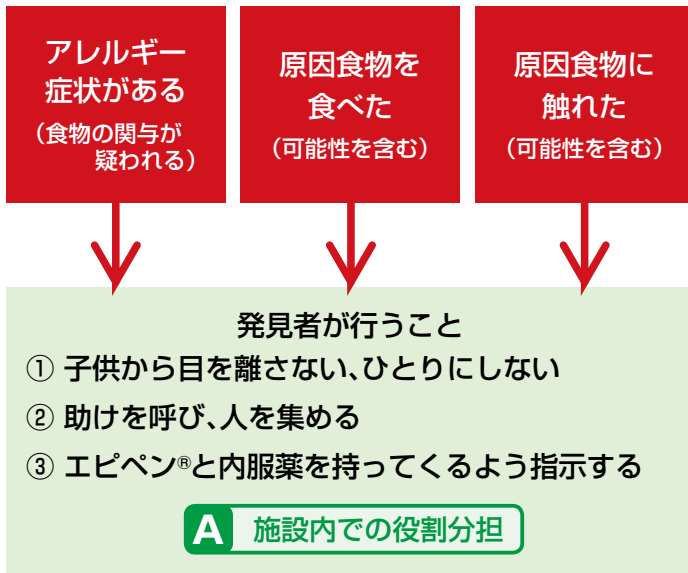 アレルギー
症状がある
（食物の関与が
疑われる）
原因食物を
食べた
（可能性を含む）
原因食物に
触れた
（可能性を含む）
発見者が行うこと
① 子供から目を離さない、ひとりにしない
② 助けを呼び、人を集める
③ エピペン®と内服薬を持ってくるよう指示する
A 施設内での役割分担